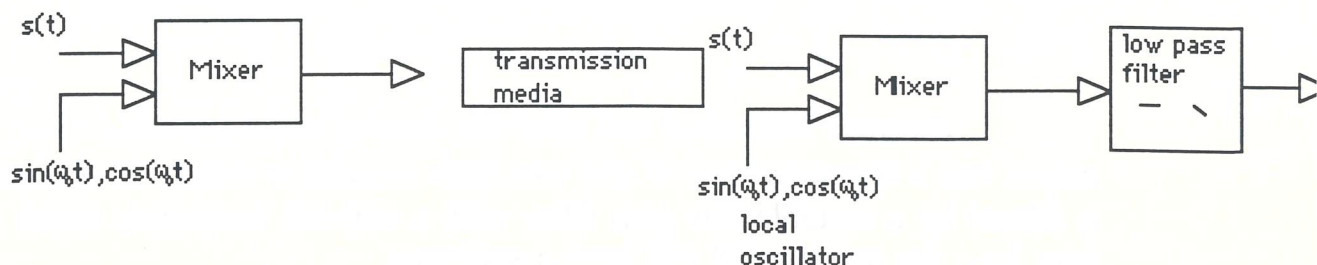 s(t)
Mixer
sin(ω₀t),cos(ω₀t)
transmission
media
s(t)
Mixer
sin(ω₀t),cos(ω₀t)
local
oscillator
low pass
filter